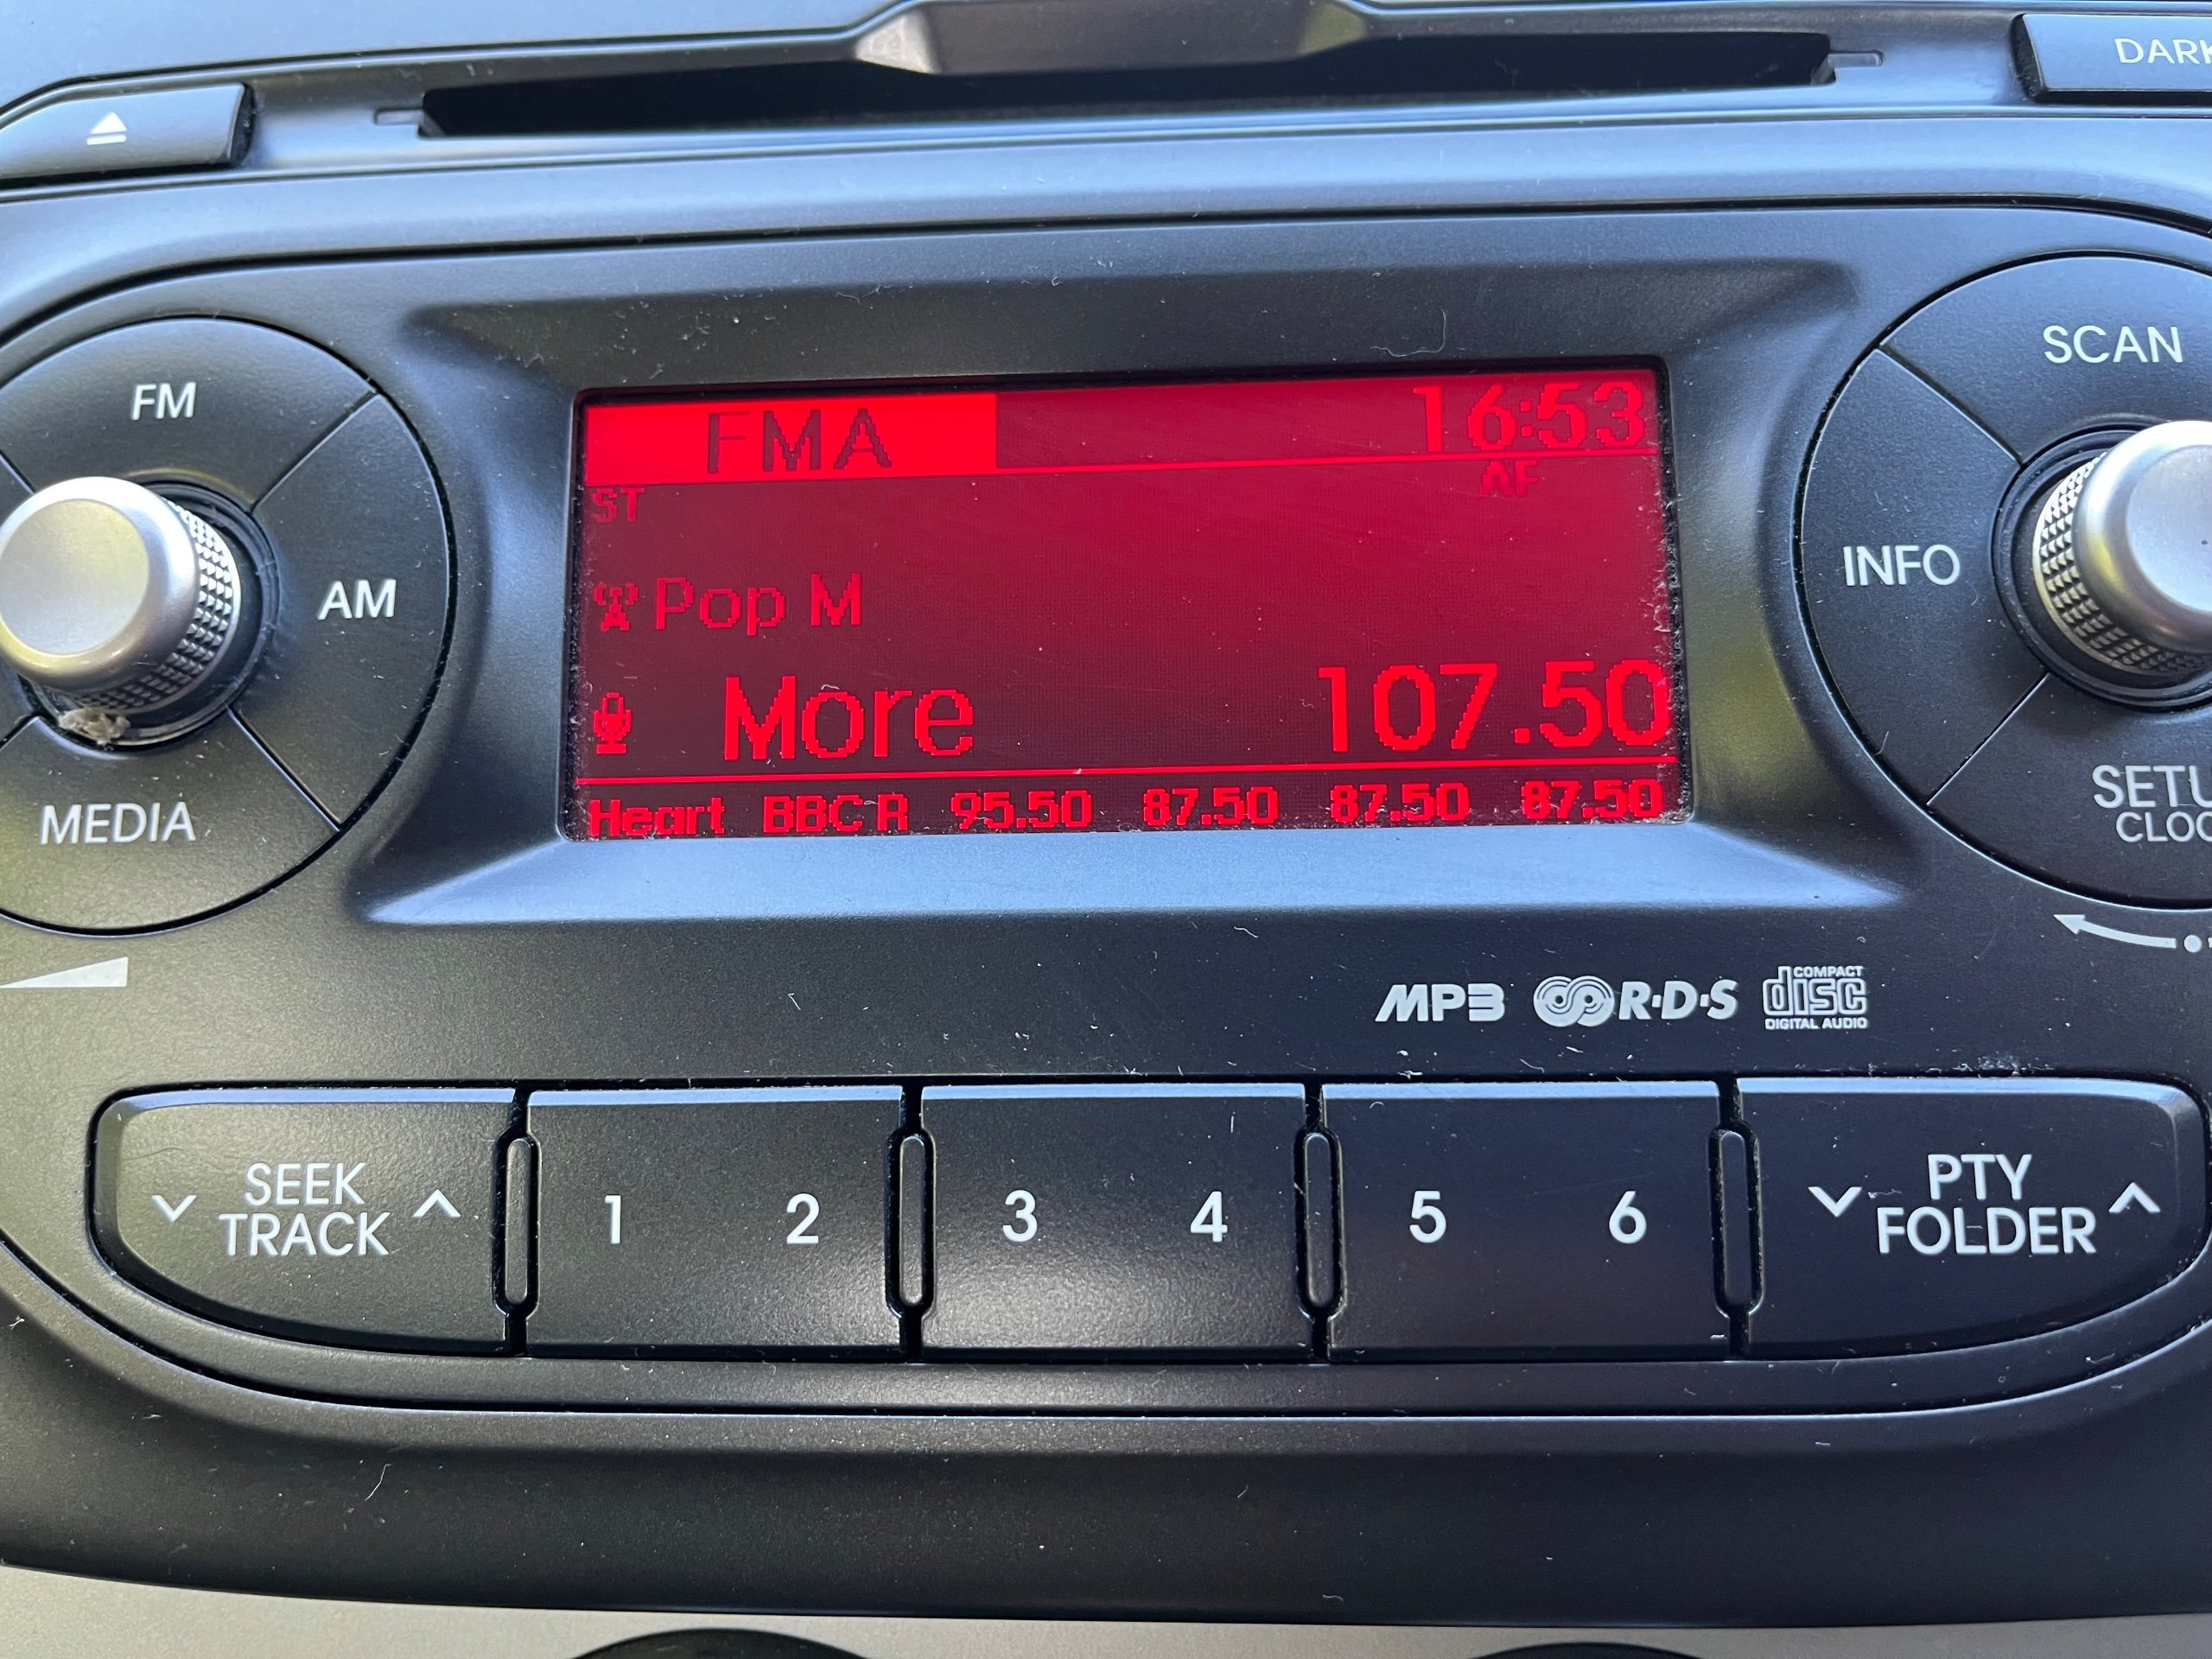 DARK
FM
AM
MEDIA
FMA 16:53
ST AF
Pop M
More 107.50
Heart BBC R 95.50 87.50 87.50 87.50
SCAN
INFO
SETU
CLOC
MP3 R·D·S COMPACT disc DIGITAL AUDIO
SEEK
TRACK
1 2 3 4 5 6
PTY
FOLDER